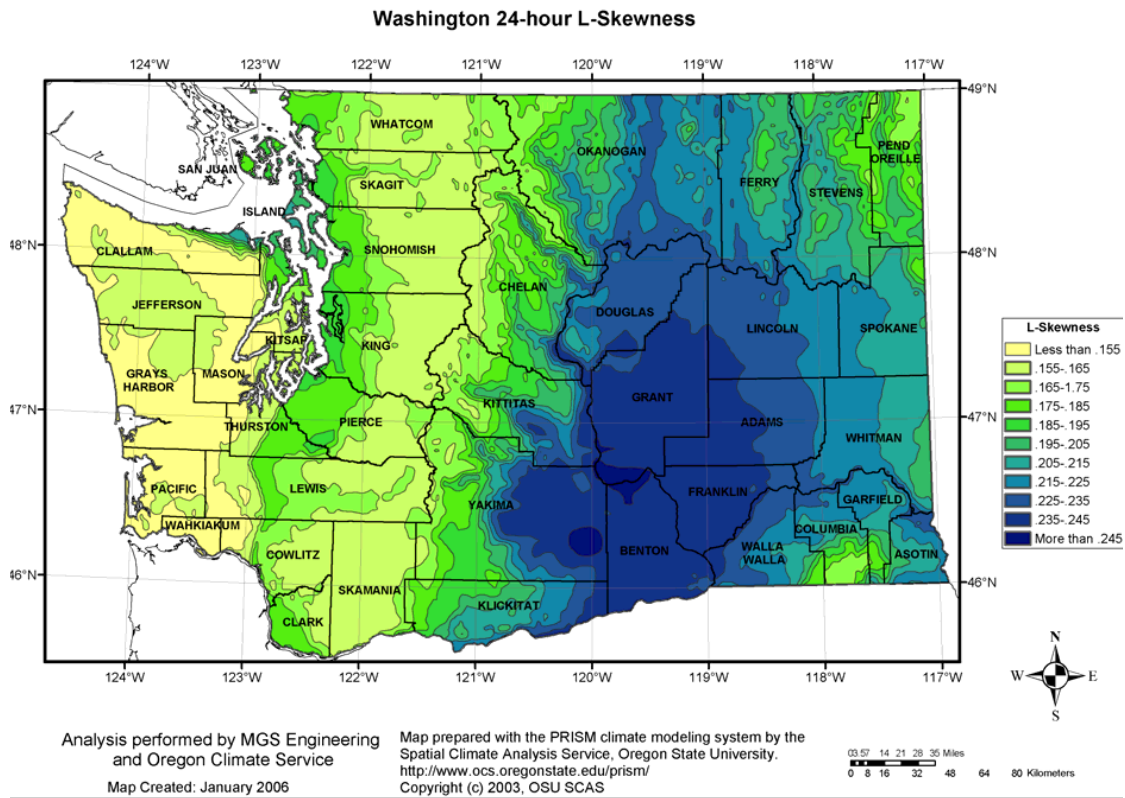 Washington 24-hour L-Skewness
124°W 123°W 122°W 121°W 120°W 119°W 118°W 117°W
49°N
49°N
WHATCOM
OKANOGAN
PEND
OREILLE
SAN JUAN
SKAGIT
FERRY
STEVENS
ISLAND
48°N
48°N
CLALLAM
SNOHOMISH
CHELAN
JEFFERSON
DOUGLAS
LINCOLN
SPOKANE
KITSAP
KING
GRAYS
HARBOR
MASON
GRANT
KITTITAS
47°N
47°N
THURSTON
PIERCE
ADAMS
WHITMAN
PACIFIC
LEWIS
YAKIMA
FRANKLIN
GARFIELD
WAHKIAKUM
COLUMBIA
COWLITZ
BENTON
WALLA
WALLA
ASOTIN
46°N
46°N
SKAMANIA
KLICKITAT
CLARK
124°W 123°W 122°W 121°W 120°W 119°W 118°W 117°W
L-Skewness
Less than .155
.155-.165
.165-1.75
.175-.185
.185-.195
.195-.205
.205-.215
.215-.225
.225-.235
.235-.245
More than .245
N
W E
S
Analysis performed by MGS Engineering
and Oregon Climate Service
Map Created: January 2006
Map prepared with the PRISM climate modeling system by the
Spatial Climate Analysis Service, Oregon State University.
http://www.ocs.oregonstate.edu/prism/
Copyright (c) 2003, OSU SCAS
03 57 14 21 28 35 Miles
0 8 16 32 48 64 80 Kilometers